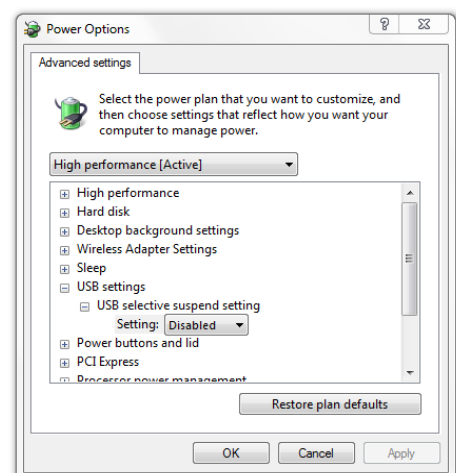 Power Options
Advanced settings
Select the power plan that you want to customize, and
then choose settings that reflect how you want your
computer to manage power.
High performance [Active]
High performance
Hard disk
Desktop background settings
Wireless Adapter Settings
Sleep
USB settings
USB selective suspend setting
Setting: Disabled
Power buttons and lid
PCI Express
Processor power management
Restore plan defaults
OK Cancel Apply